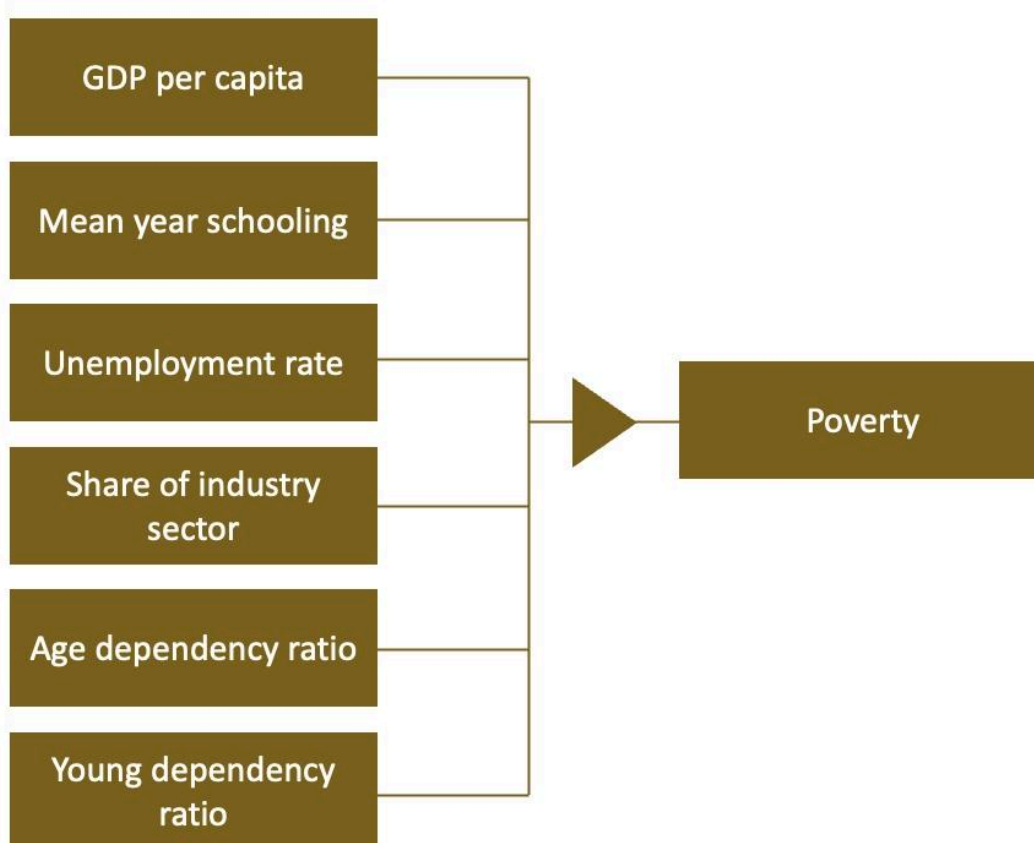 GDP per capita
Mean year schooling
Unemployment rate
Share of industry
sector
Age dependency ratio
Young dependency
ratio
Poverty